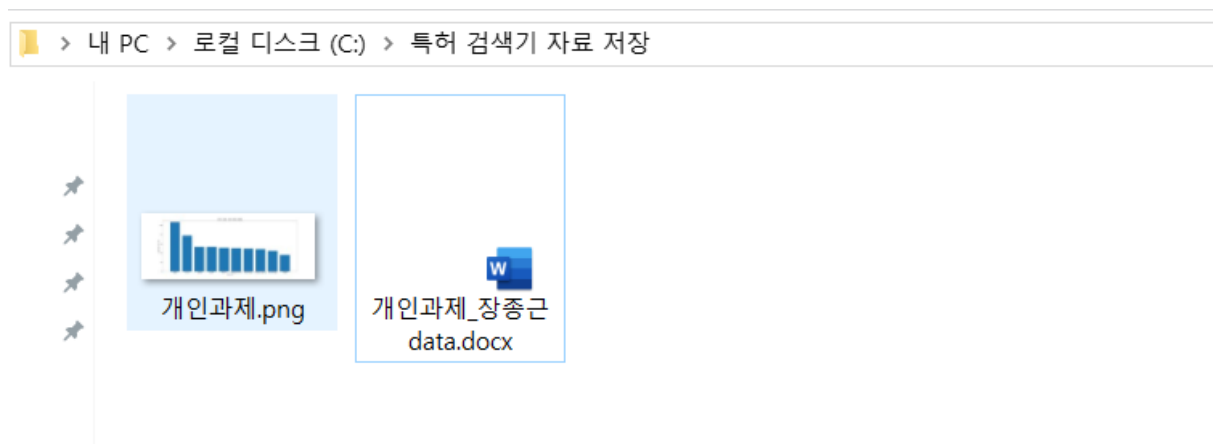 내 PC > 로컬 디스크 (C:) > 특허 검색기 자료 저장
W
개인과제.png
개인과제_장종근
data.docx